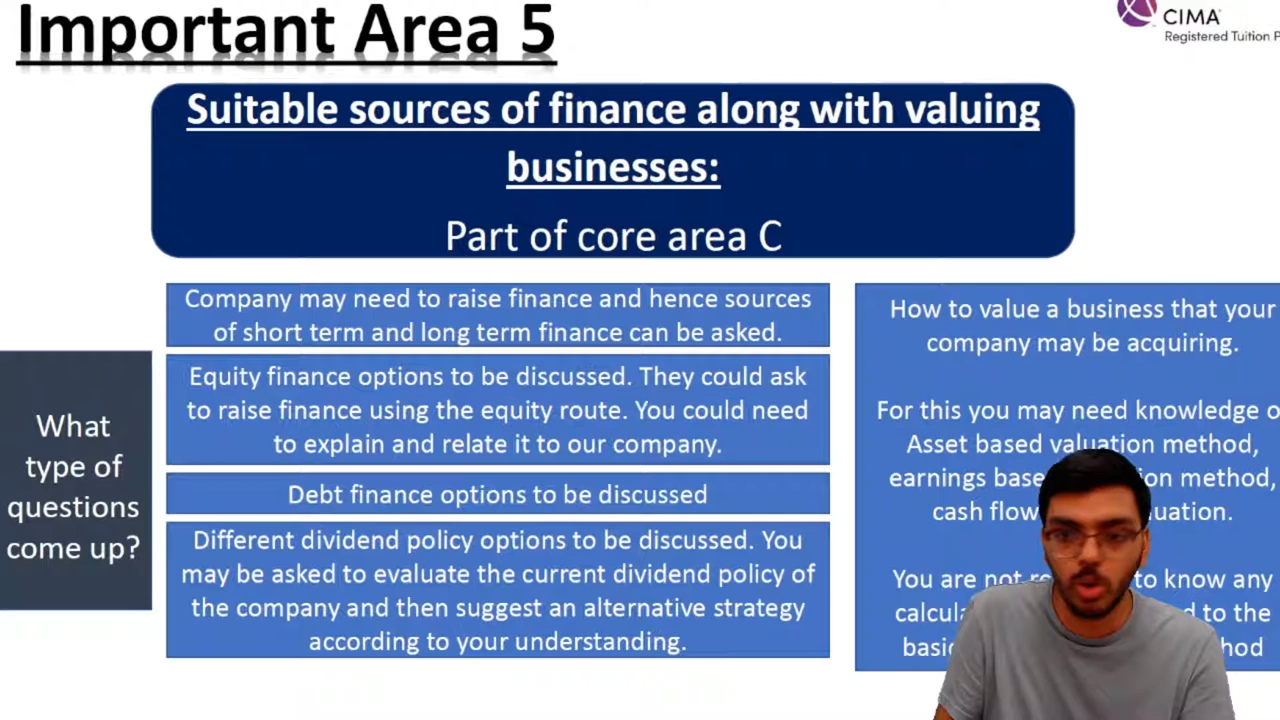 Important Area 5
CIMA
Registered Tuition P
Suitable sources of finance along with valuing
businesses:
Part of core area C
What
type of
questions
come up?
Company may need to raise finance and hence sources
of short term and long term finance can be asked.
Equity finance options to be discussed. They could ask
to raise finance using the equity route. You could need
to explain and relate it to our company.
Debt finance options to be discussed
Different dividend policy options to be discussed. You
may be asked to evaluate the current dividend policy of
the company and then suggest an alternative strategy
according to your understanding.
How to value a business that your
company may be acquiring.
For this you may need knowledge o
Asset based valuation method,
earnings base ion method,
cash flow uation.
You are not to know any
calcula d to the
basic hod